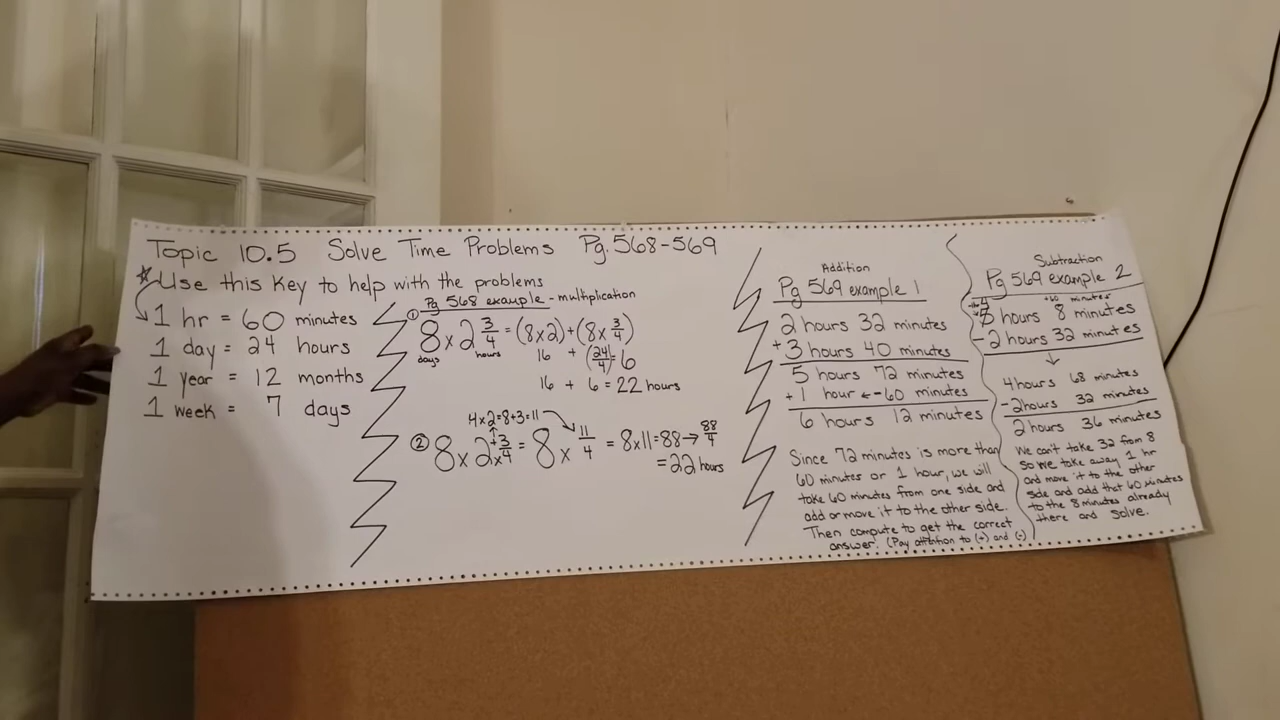 Topic 10.5 Solve Time Problems Pg. 568-569
☆Use this Key to help with the problems
1 hr = 60 minutes
1 day = 24 hours
1 year = 12 months
1 week = 7 days
① Pg 568 example - multiplication
8 × 2 3/4 = (8×2)+(8× 3/4)
days hours
16 + (24/4)= 6
16 + 6 = 22 hours
4×2=8+3=11
② 8×2 + 3/× 4 = 8× 11/4 = 8×11=88→ 88/4
=22 hours
Addition
Pg 569 example 1
2 hours 32 minutes
+ 3 hours 40 minutes
5 hours 72 minutes
+ 1 hour ←-60 minutes
6 hours 12 minutes
Since 72 minutes is more than
60 minutes or 1 hour, we will
take 60 minutes from one side and
add or move it to the other side.
Then compute to get the correct
answer. (Pay attention to (+) and (-)
Subtraction
Pg 569 example 2
4 +60 minutes
5 hours 8 minutes
- 2 hours 32 minutes
↓
4 hours 68 minutes
-2 hours 32 minutes
2 hours 36 minutes
We can't take 32 from 8
so we take away 1 hr
and move it to the other
side and add that 60 minutes
to the 8 minutes already
there and solve.